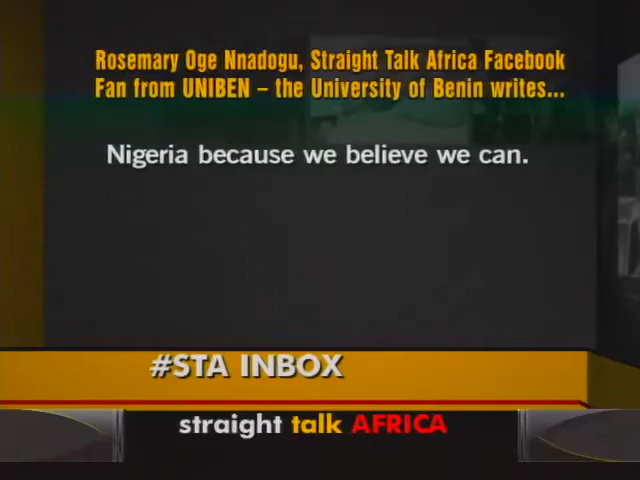 Rosemary Oge Nnadogu, Straight Talk Africa Facebook
Fan from UNIBEN – the University of Benin writes...
Nigeria because we believe we can.
#STA INBOX
straight talk AFRICA